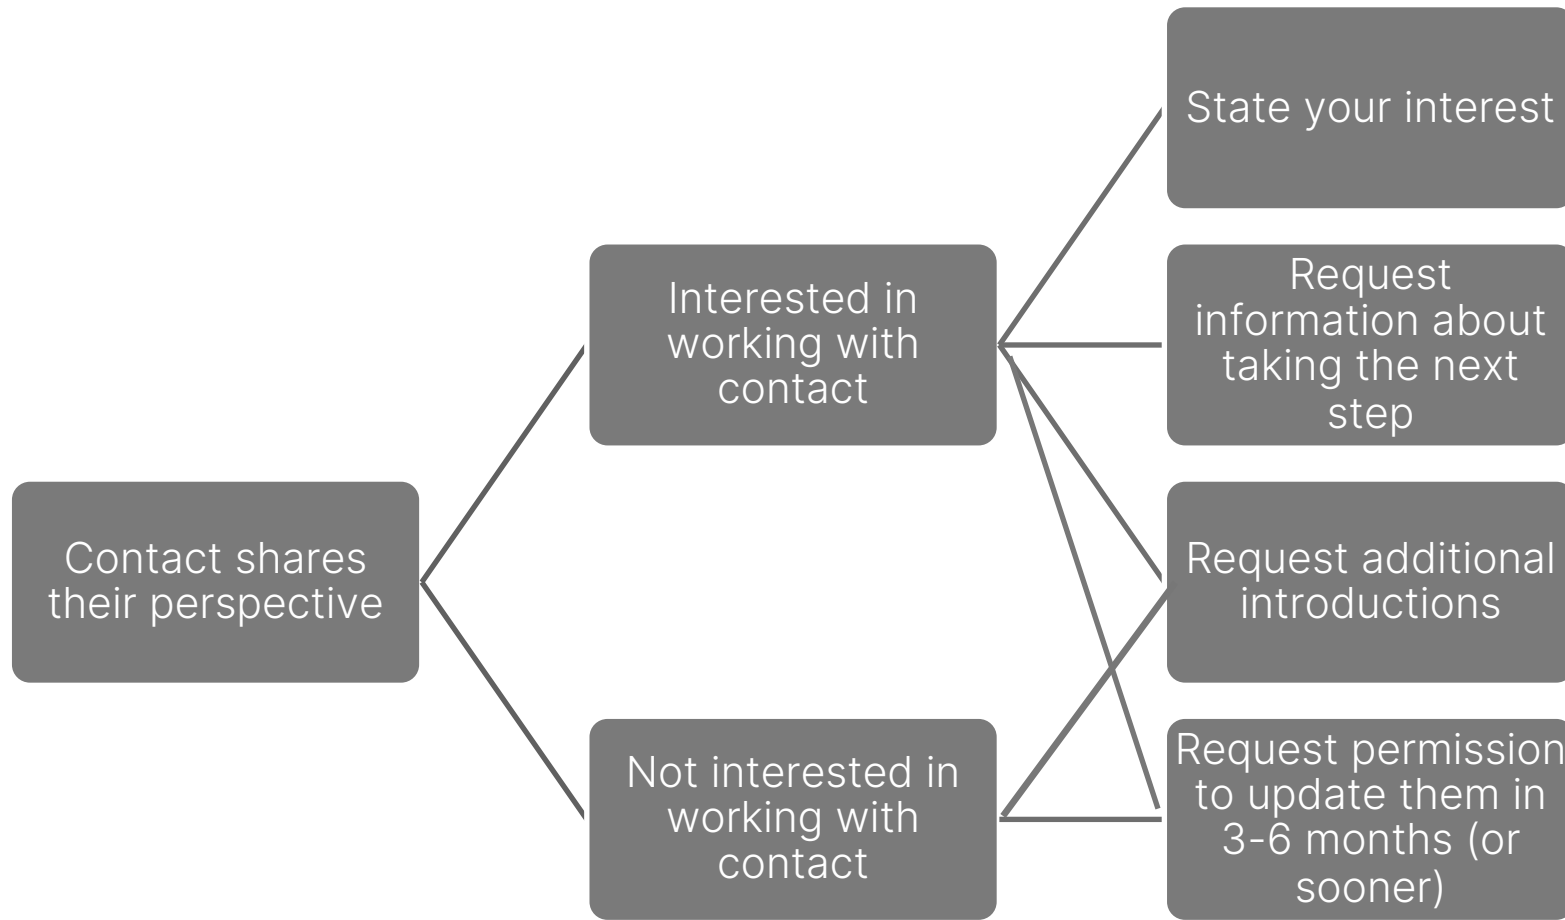 State your interest
Interested in
working with
contact
Request
information about
taking the next
step
Contact shares
their perspective
Request additional
introductions
Not interested in
working with
contact
Request permission
to update them in
3-6 months (or
sooner)